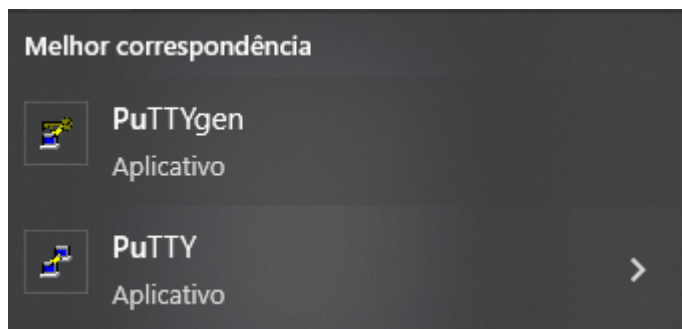 Melhor correspondência
PuTTYgen
Aplicativo
PuTTY
Aplicativo